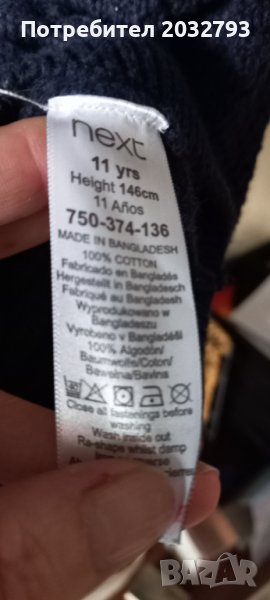 Потребител 2032793
next
11 yrs
Height 146cm
11 Años
750-374-136
MADE IN BANGLADESH
100% COTTON
Fabricado en Bangladés
Hergestellt in Bangladesch
Fabriqué au Bangladesh
Wyprodukowano w
Bangladeszu
Vyrobeno v Bangladéši
100% Algodón/
Baumwolle/Coton/
Bawełna/Bavlna
Close all fastenings before
washing
Wash inside out
Re-shape whilst damp
SHAZAM.bg